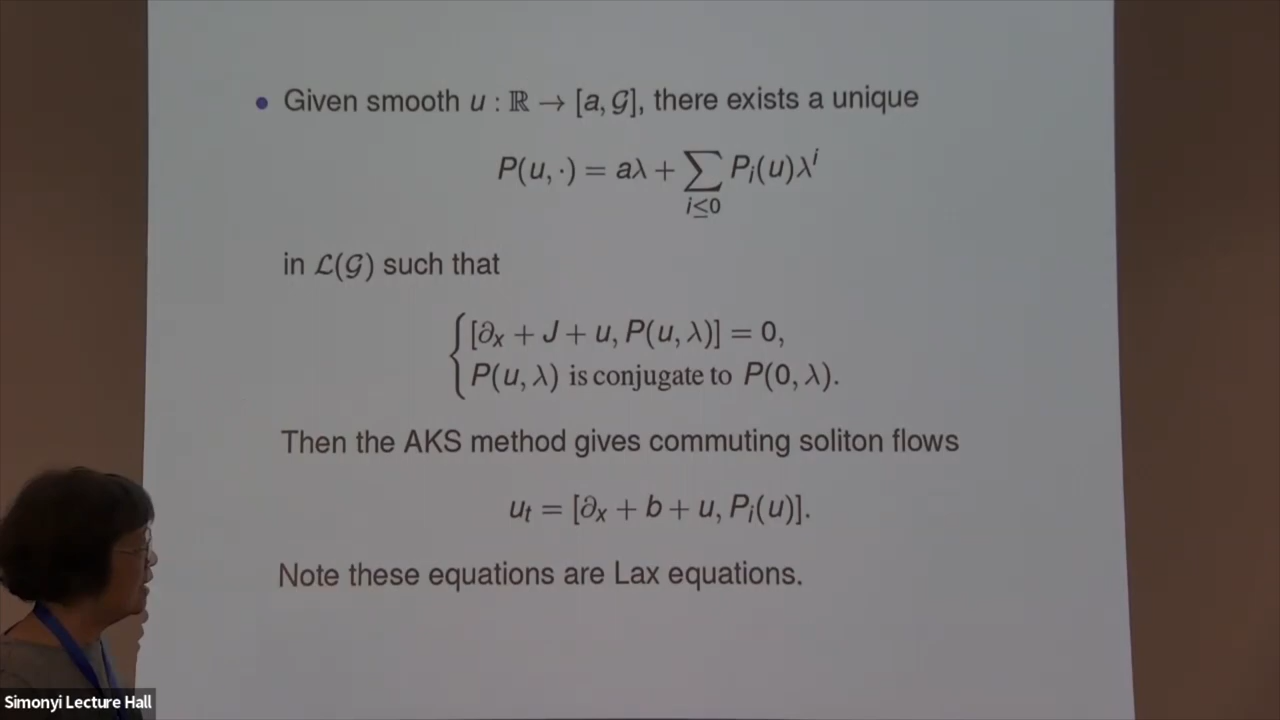 • Given smooth u : ℝ → [a, 𝒢], there exists a unique
P(u, ·) = aλ + ∑_{i≤0} P_i(u)λ^i
in ℒ(𝒢) such that
{ [∂_x + J + u, P(u, λ)] = 0,
P(u, λ) is conjugate to P(0, λ).
Then the AKS method gives commuting soliton flows
u_t = [∂_x + b + u, P_i(u)].
Note these equations are Lax equations.
Simonyi Lecture Hall